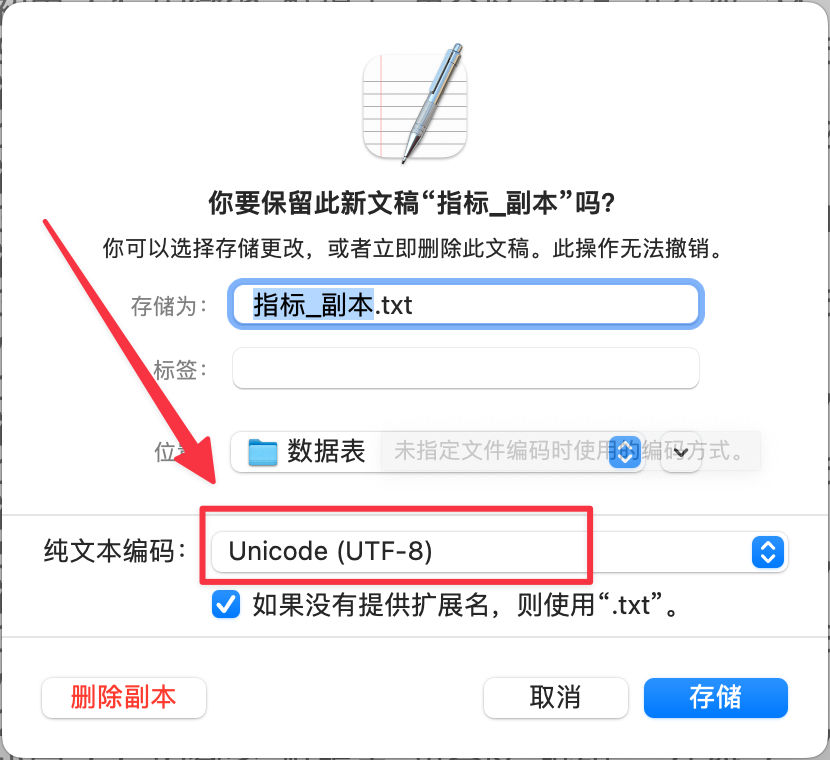 你要保留此新文稿“指标_副本”吗?
你可以选择存储更改，或者立即删除此文稿。此操作无法撤销。
存储为： 指标_副本.txt
标签：
数据表 未指定文件编码时使用的编码方式。
纯文本编码： Unicode (UTF-8)
如果没有提供扩展名，则使用“.txt”。
删除副本 取消 存储